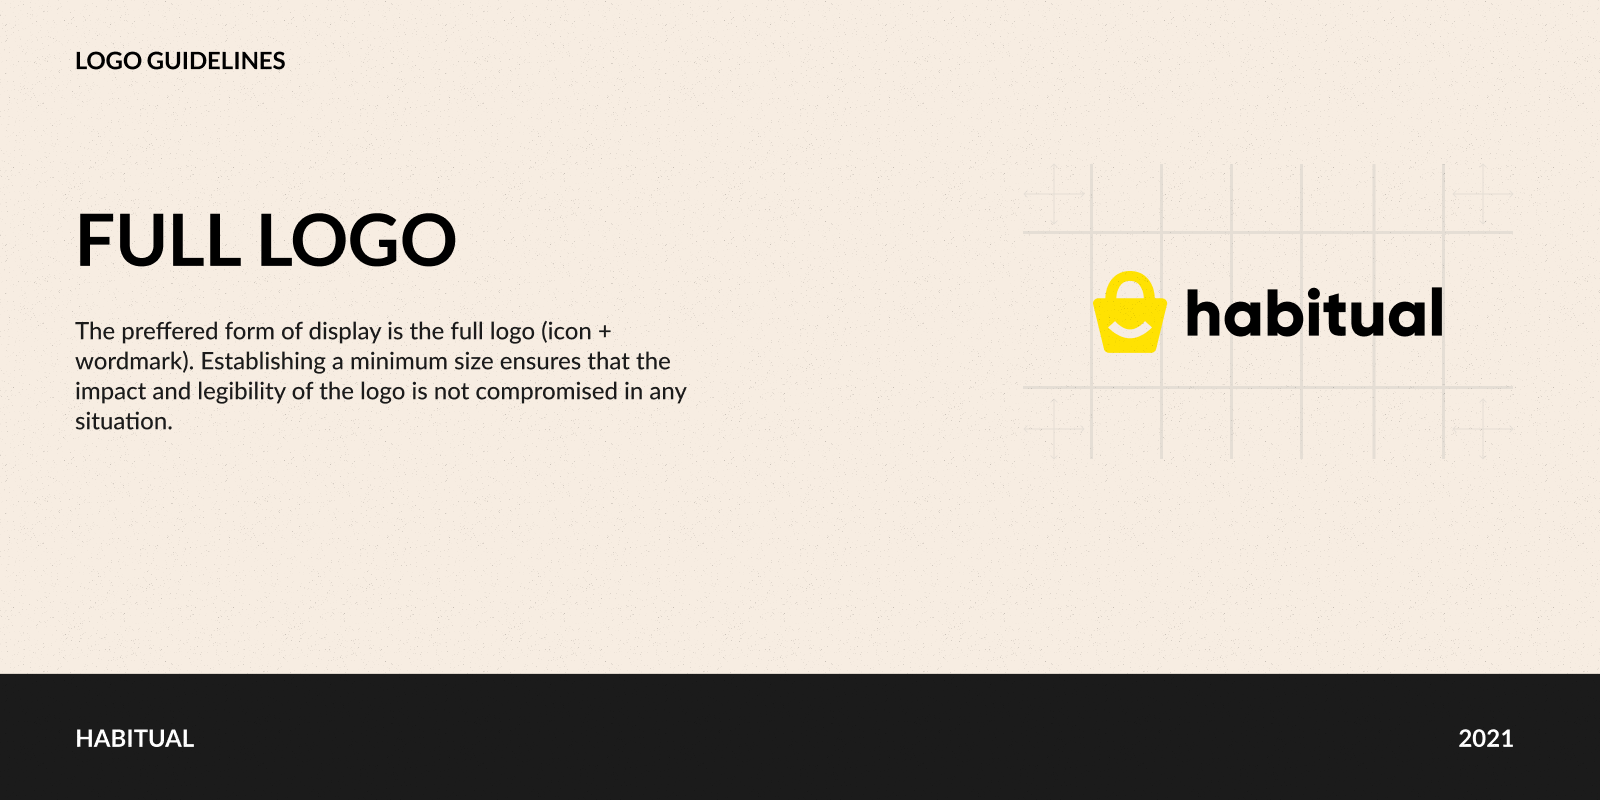 LOGO GUIDELINES
FULL LOGO
The preffered form of display is the full logo (icon +
wordmark). Establishing a minimum size ensures that the
impact and legibility of the logo is not compromised in any
situation.
habitual
HABITUAL
2021